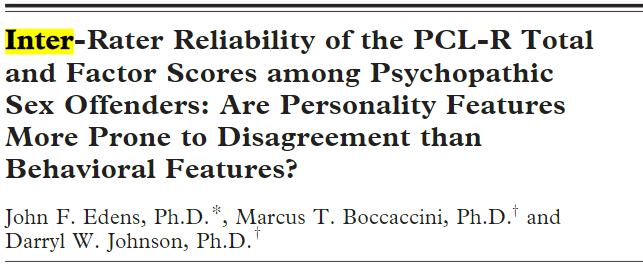 Inter-Rater Reliability of the PCL-R Total
and Factor Scores among Psychopathic
Sex Offenders: Are Personality Features
More Prone to Disagreement than
Behavioral Features?
John F. Edens, Ph.D.*, Marcus T. Boccaccini, Ph.D.† and
Darryl W. Johnson, Ph.D.†